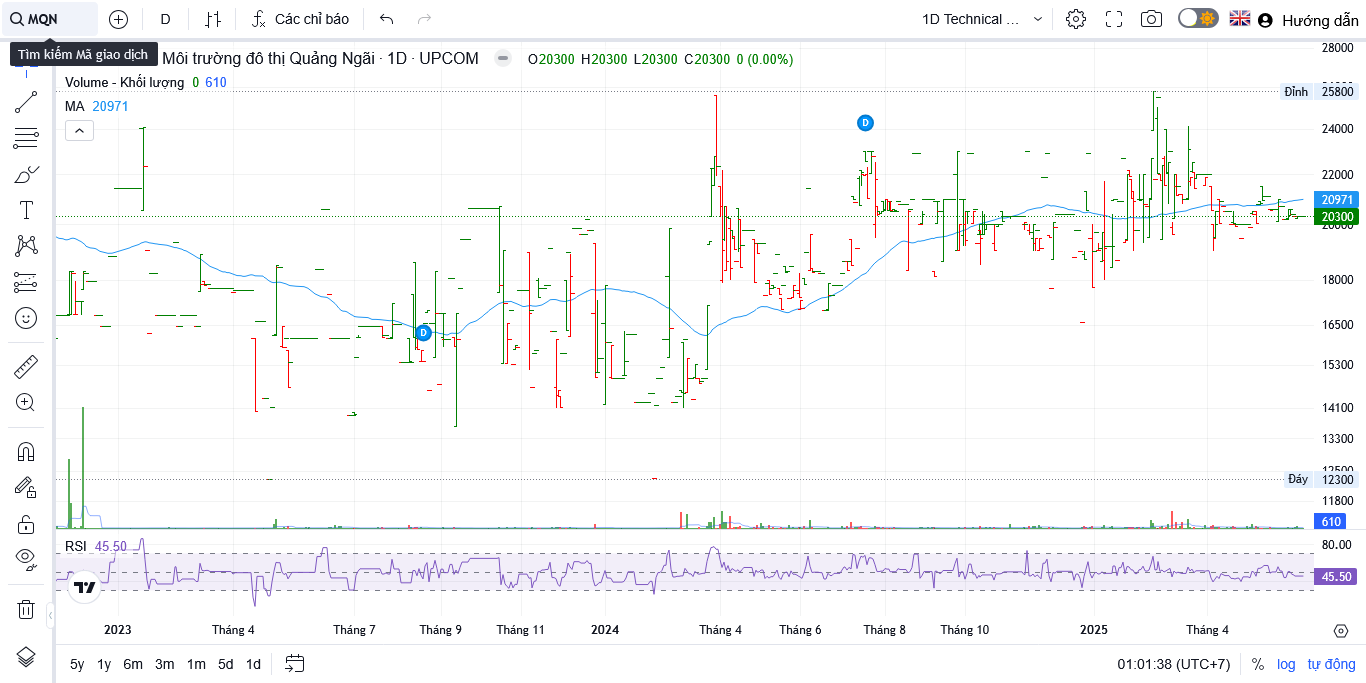 MQN
D
Các chỉ báo
1D Technical ...
Hướng dẫn
Tìm kiếm Mã giao dịch
Môi trường đô thị Quảng Ngãi · 1D · UPCOM
O20300 H20300 L20300 C20300 0 (0.00%)
Volume - Khối lượng 0 610
MA 20971
D
D
28000
Đỉnh 25800
24000
22000
20971
20300
20000
18000
16500
15300
14100
13300
12500
Đáy 12300
11800
610
RSI 45.50
80.00
45.50
2023
Tháng 4
Tháng 7
Tháng 9
Tháng 11
2024
Tháng 4
Tháng 6
Tháng 8
Tháng 10
2025
Tháng 4
5y 1y 6m 3m 1m 5d 1d
01:01:38 (UTC+7)
% log tự động